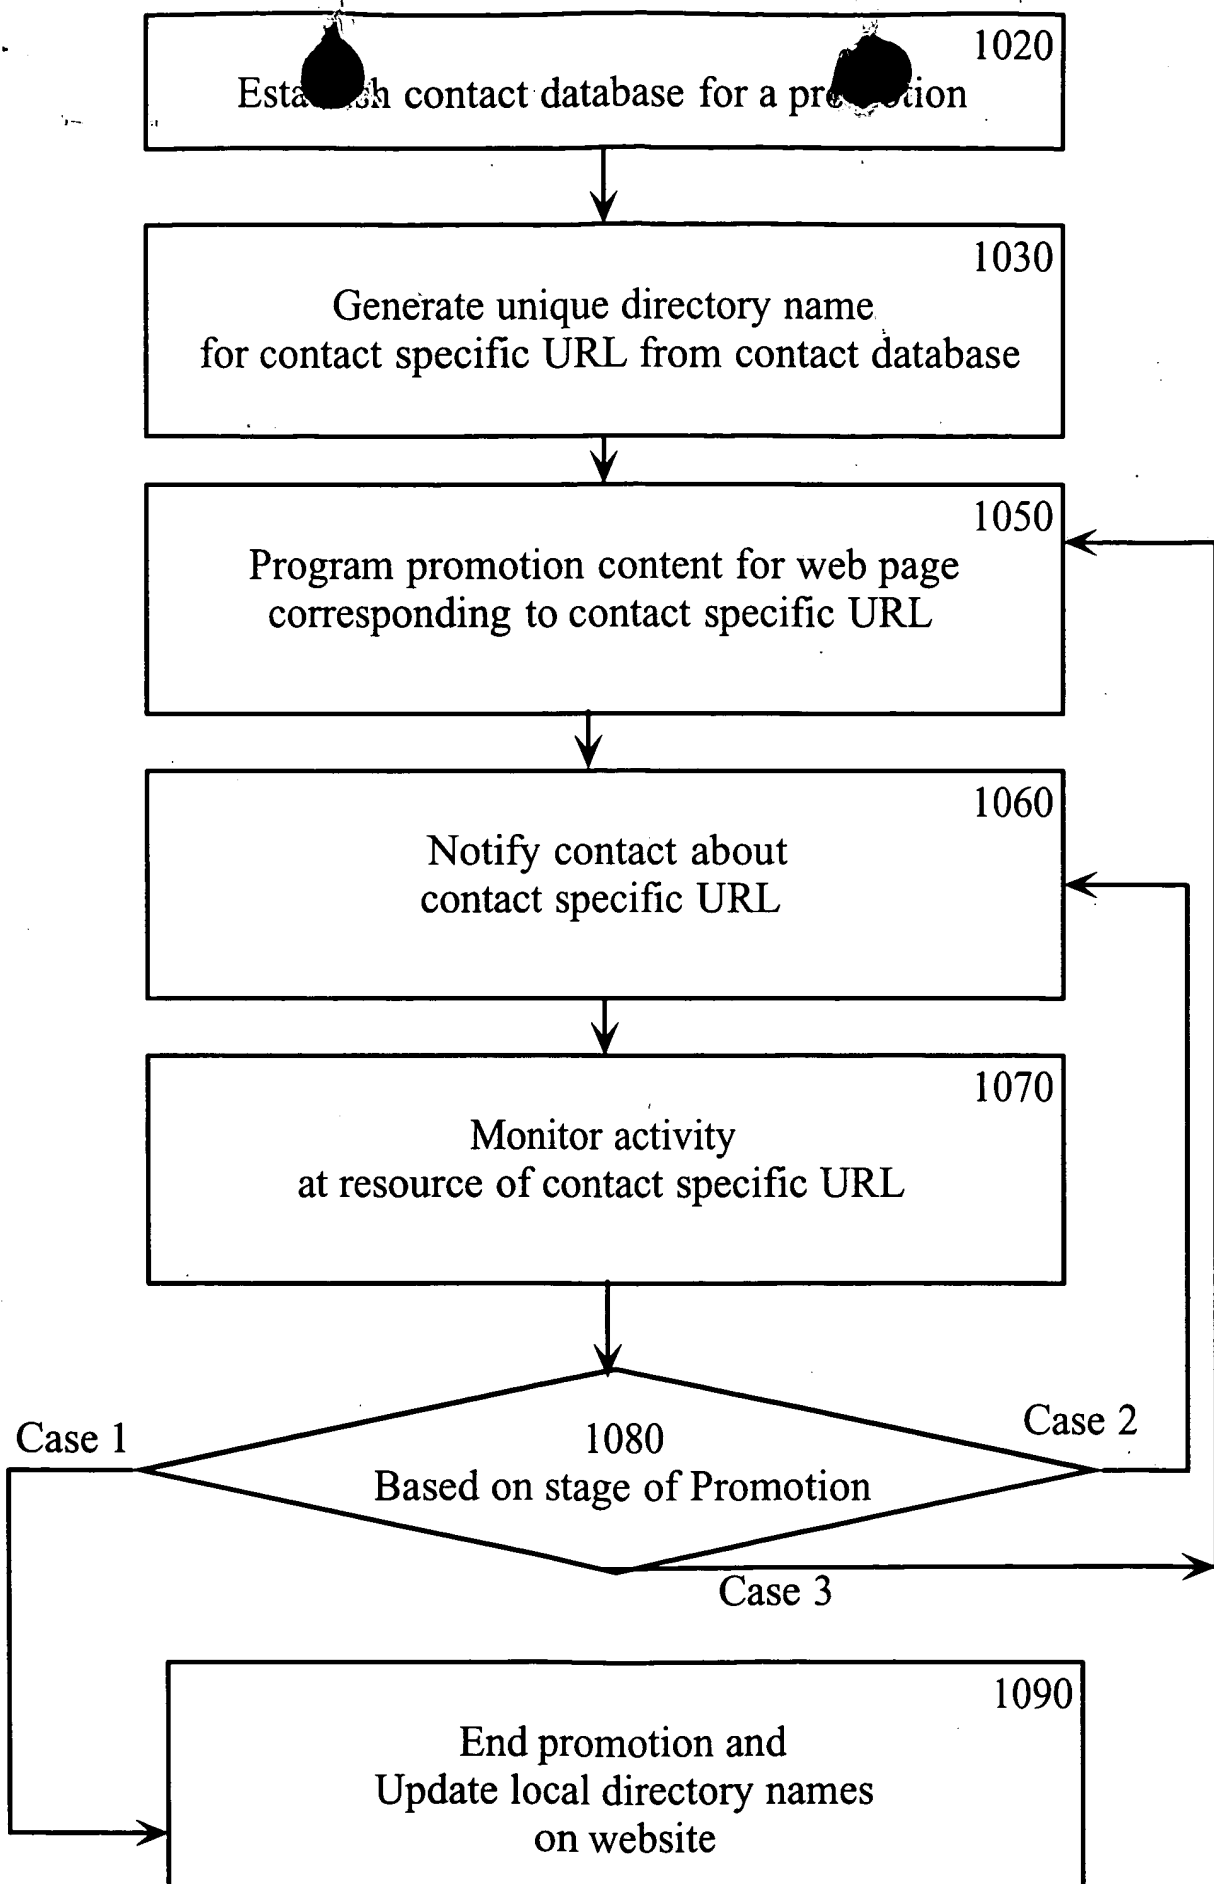 1020
contact database for a
1030
Generate unique directory name
for contact specific URL from contact database
1050
Program promotion content for web page
corresponding to contact specific URL
1060
Notify contact about
contact specific URL
1070
Monitor activity
at resource of contact specific URL
Case 1
Case 2
1080
Based on stage of Promotion
Case 3
1090
End promotion and
Update local directory names
on website